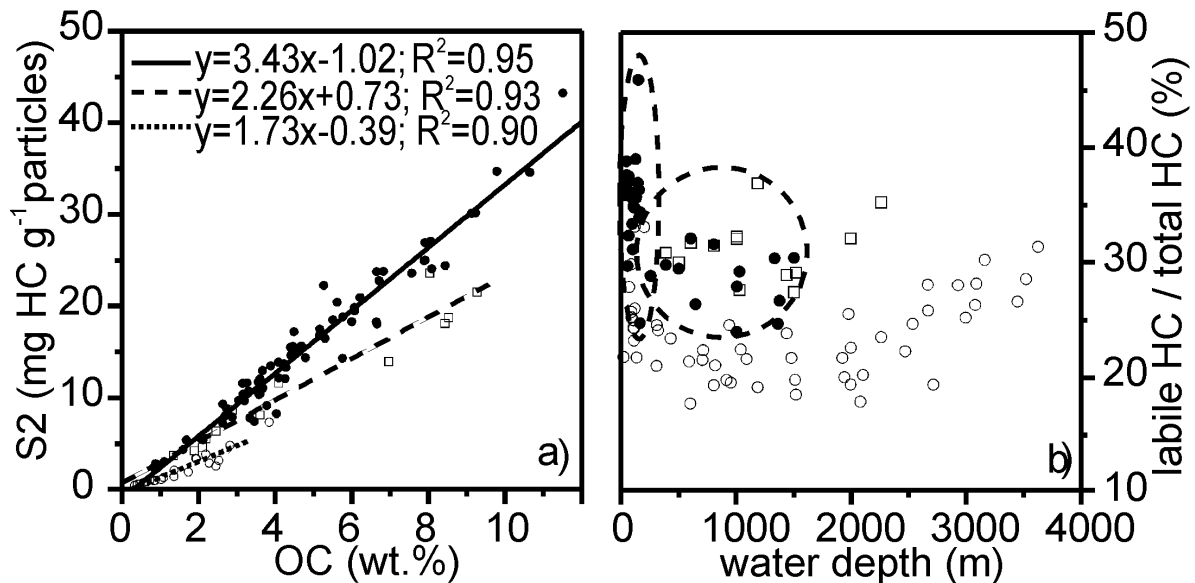 50
40
30
20
10
0
S2 (mg HC g⁻¹particles)
y=3.43x-1.02; R²=0.95
y=2.26x+0.73; R²=0.93
y=1.73x-0.39; R²=0.90
a)
0 2 4 6 8 10
OC (wt.%)
b)
0 1000 2000 3000 4000
water depth (m)
50
40
30
20
10
labile HC / total HC (%)